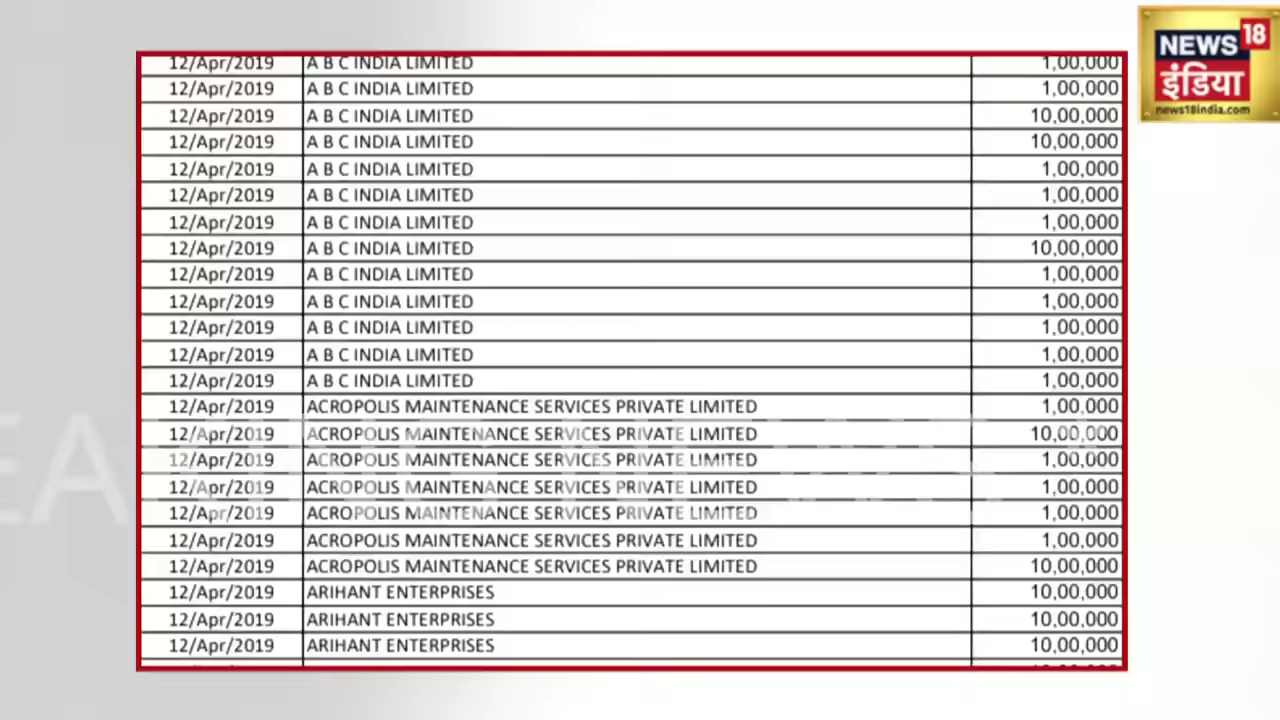 NEWS 18
इंडिया
news18india.com
12/Apr/2019 A B C INDIA LIMITED 1,00,000
12/Apr/2019 A B C INDIA LIMITED 1,00,000
12/Apr/2019 A B C INDIA LIMITED 10,00,000
12/Apr/2019 A B C INDIA LIMITED 10,00,000
12/Apr/2019 A B C INDIA LIMITED 1,00,000
12/Apr/2019 A B C INDIA LIMITED 1,00,000
12/Apr/2019 A B C INDIA LIMITED 1,00,000
12/Apr/2019 A B C INDIA LIMITED 10,00,000
12/Apr/2019 A B C INDIA LIMITED 1,00,000
12/Apr/2019 A B C INDIA LIMITED 1,00,000
12/Apr/2019 A B C INDIA LIMITED 1,00,000
12/Apr/2019 A B C INDIA LIMITED 1,00,000
12/Apr/2019 A B C INDIA LIMITED 1,00,000
12/Apr/2019 ACROPOLIS MAINTENANCE SERVICES PRIVATE LIMITED 1,00,000
12/Apr/2019 ACROPOLIS MAINTENANCE SERVICES PRIVATE LIMITED 10,00,000
12/Apr/2019 ACROPOLIS MAINTENANCE SERVICES PRIVATE LIMITED 1,00,000
12/Apr/2019 ACROPOLIS MAINTENANCE SERVICES PRIVATE LIMITED 1,00,000
12/Apr/2019 ACROPOLIS MAINTENANCE SERVICES PRIVATE LIMITED 1,00,000
12/Apr/2019 ACROPOLIS MAINTENANCE SERVICES PRIVATE LIMITED 1,00,000
12/Apr/2019 ACROPOLIS MAINTENANCE SERVICES PRIVATE LIMITED 10,00,000
12/Apr/2019 ARIHANT ENTERPRISES 10,00,000
12/Apr/2019 ARIHANT ENTERPRISES 10,00,000
12/Apr/2019 ARIHANT ENTERPRISES 10,00,000